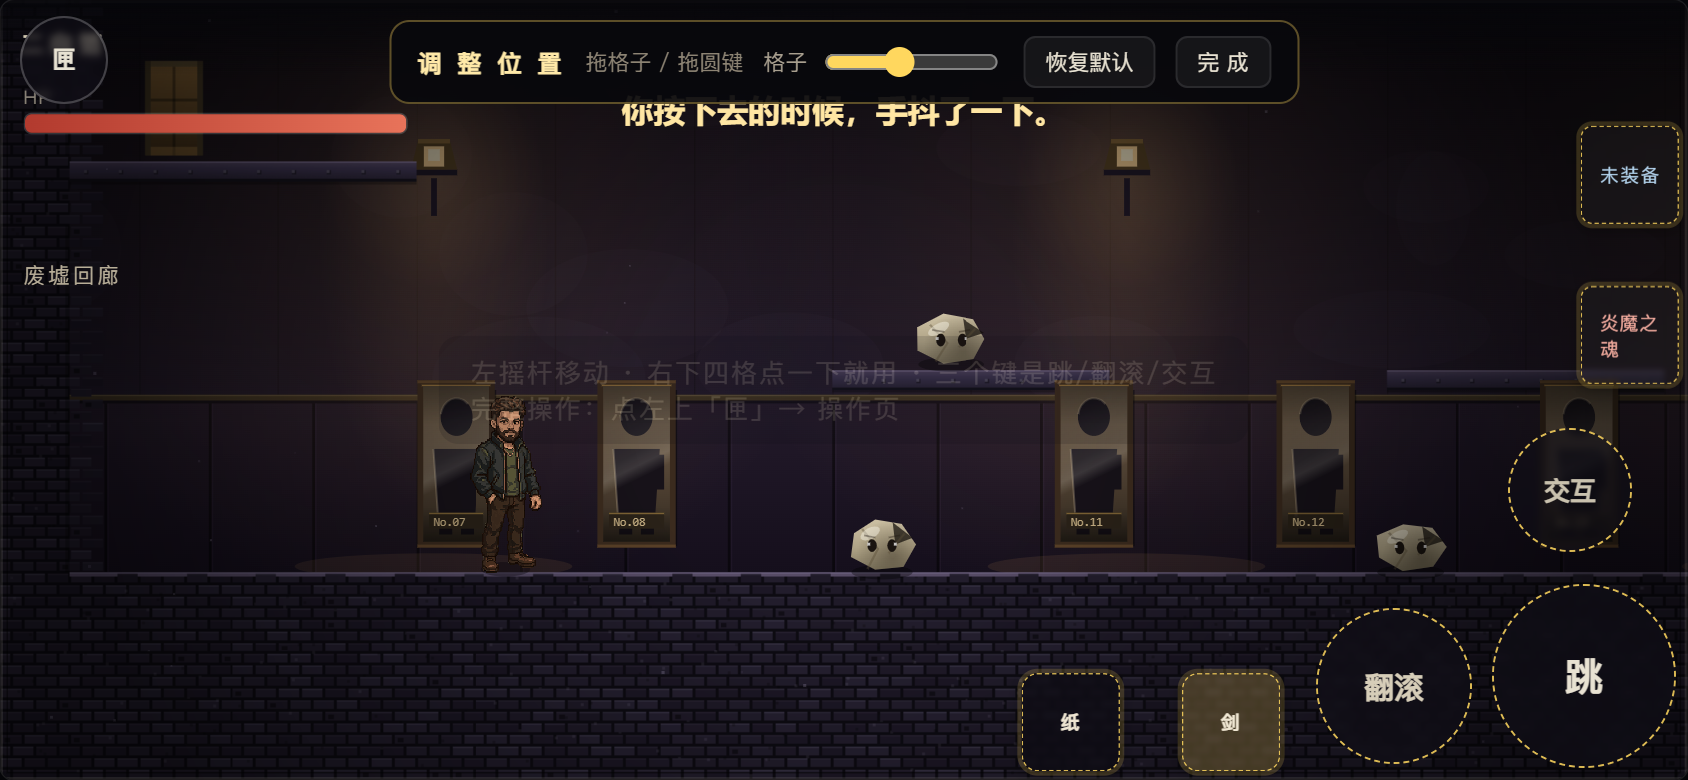 匣
调整位置 拖格子 / 拖圆键 格子 恢复默认 完成
HP
你按下去的时候，手抖了一下。
未装备
废墟回廊
炎魔之
魂
左摇杆移动 · 右下四格点一下就用 三个键是跳/翻滚/交互
操作：点左上「匣」→ 操作页
交互
No.07
No.08
No.11
No.12
翻滚
跳
纸
剑